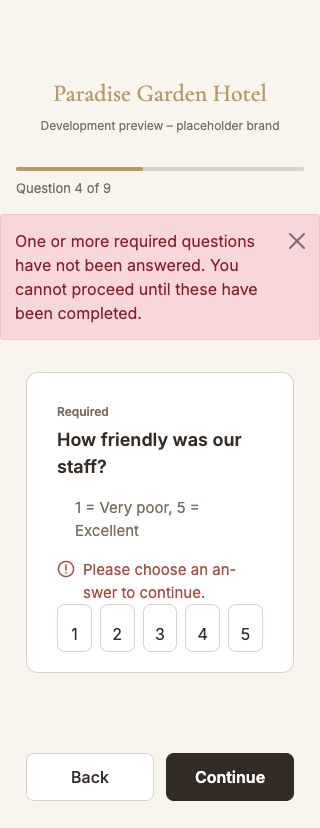 Paradise Garden Hotel
Development preview – placeholder brand
Question 4 of 9
One or more required questions
have not been answered. You
cannot proceed until these have
been completed.
Required
How friendly was our
staff?
1 = Very poor, 5 =
Excellent
Please choose an an-
swer to continue.
1 2 3 4 5
Back Continue